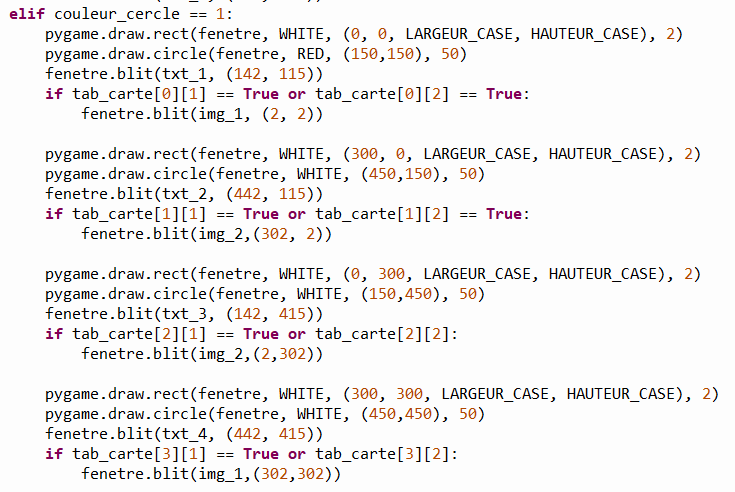 elif couleur_cercle == 1:
    pygame.draw.rect(fenetre, WHITE, (0, 0, LARGEUR_CASE, HAUTEUR_CASE), 2)
    pygame.draw.circle(fenetre, RED, (150,150), 50)
    fenetre.blit(txt_1, (142, 115))
    if tab_carte[0][1] == True or tab_carte[0][2] == True:
        fenetre.blit(img_1, (2, 2))

    pygame.draw.rect(fenetre, WHITE, (300, 0, LARGEUR_CASE, HAUTEUR_CASE), 2)
    pygame.draw.circle(fenetre, WHITE, (450,150), 50)
    fenetre.blit(txt_2, (442, 115))
    if tab_carte[1][1] == True or tab_carte[1][2] == True:
        fenetre.blit(img_2,(302, 2))

    pygame.draw.rect(fenetre, WHITE, (0, 300, LARGEUR_CASE, HAUTEUR_CASE), 2)
    pygame.draw.circle(fenetre, WHITE, (150,450), 50)
    fenetre.blit(txt_3, (142, 415))
    if tab_carte[2][1] == True or tab_carte[2][2]:
        fenetre.blit(img_2,(2,302))

    pygame.draw.rect(fenetre, WHITE, (300, 300, LARGEUR_CASE, HAUTEUR_CASE), 2)
    pygame.draw.circle(fenetre, WHITE, (450,450), 50)
    fenetre.blit(txt_4, (442, 415))
    if tab_carte[3][1] == True or tab_carte[3][2]:
        fenetre.blit(img_1,(302,302))